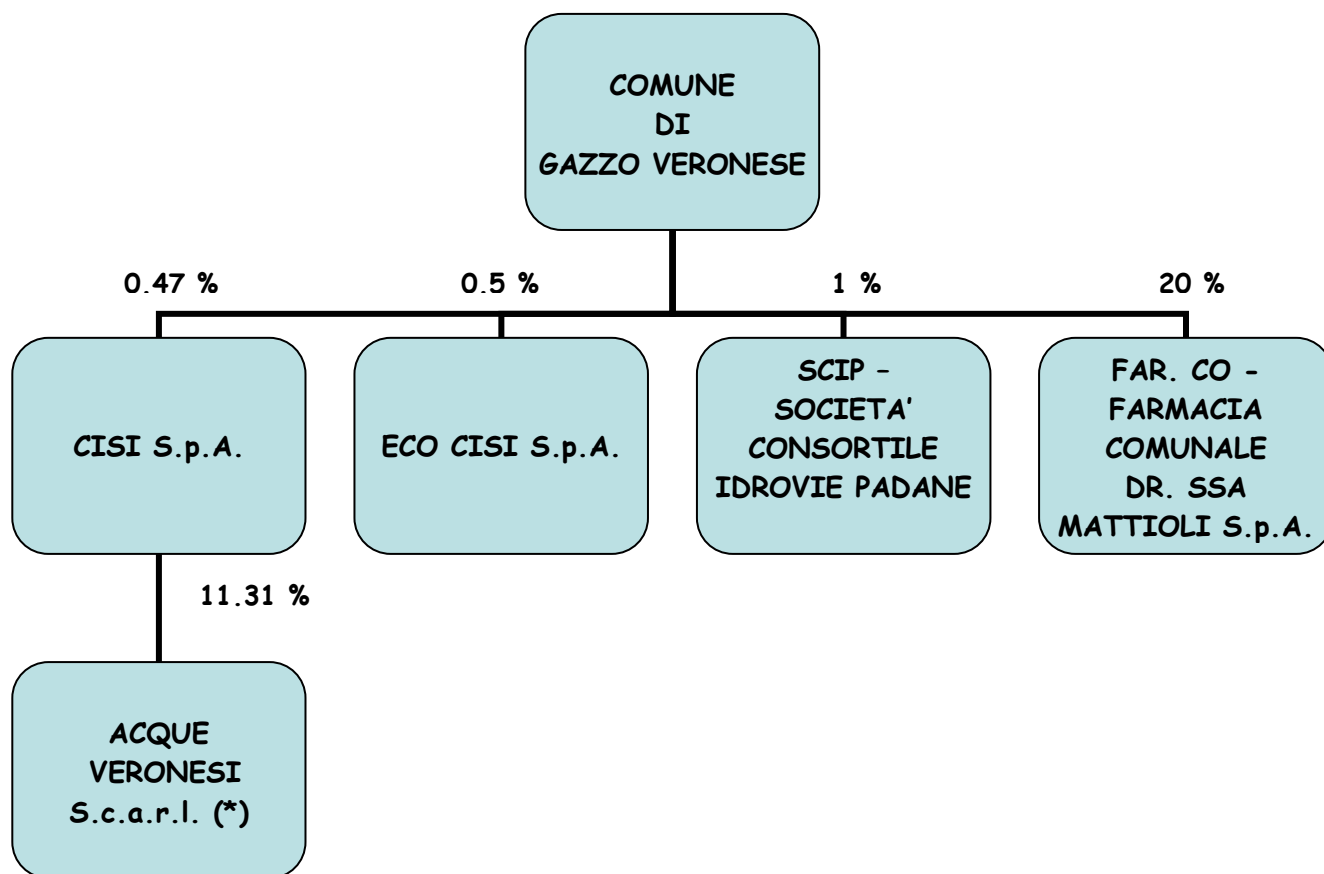 COMUNE
DI
GAZZO VERONESE
0.47 %
0.5 %
1 %
20 %
CISI S.p.A.
ECO CISI S.p.A.
SCIP –
SOCIETA’
CONSORTILE
IDROVIE PADANE
FAR. CO -
FARMACIA
COMUNALE
DR. SSA
MATTIOLI S.p.A.
11.31 %
ACQUE
VERONESI
S.c.a.r.l. (*)